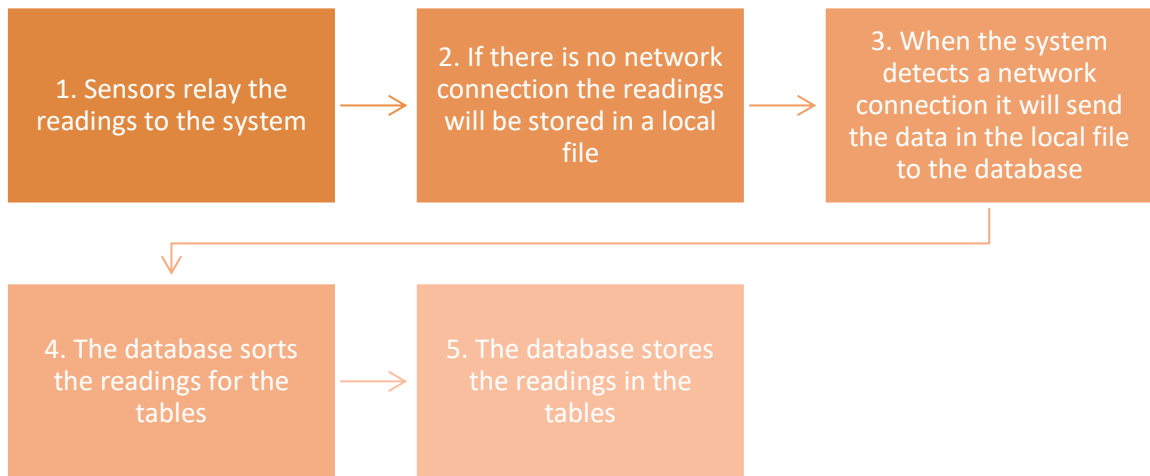 1. Sensors relay the
readings to the system
2. If there is no network
connection the readings
will be stored in a local
file
3. When the system
detects a network
connection it will send
the data in the local file
to the database
4. The database sorts
the readings for the
tables
5. The database stores
the readings in the
tables